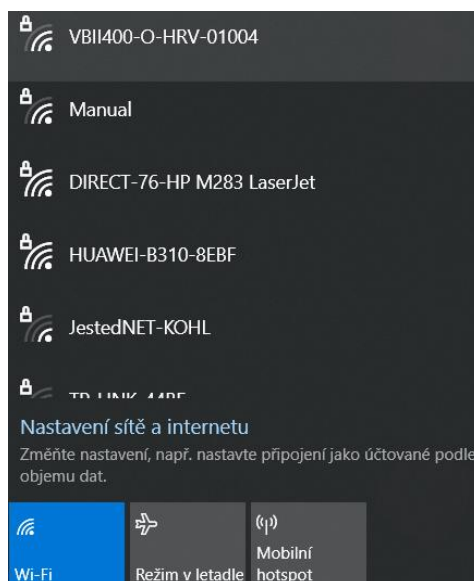 VBII400-O-HRV-01004
Manual
DIRECT-76-HP M283 LaserJet
HUAWEI-B310-8EBF
JestedNET-KOHL
Nastavení sítě a internetu
Změňte nastavení, např. nastavte připojení jako účtované podle
objemu dat.
Wi-Fi
Režim v letadle
Mobilní
hotspot